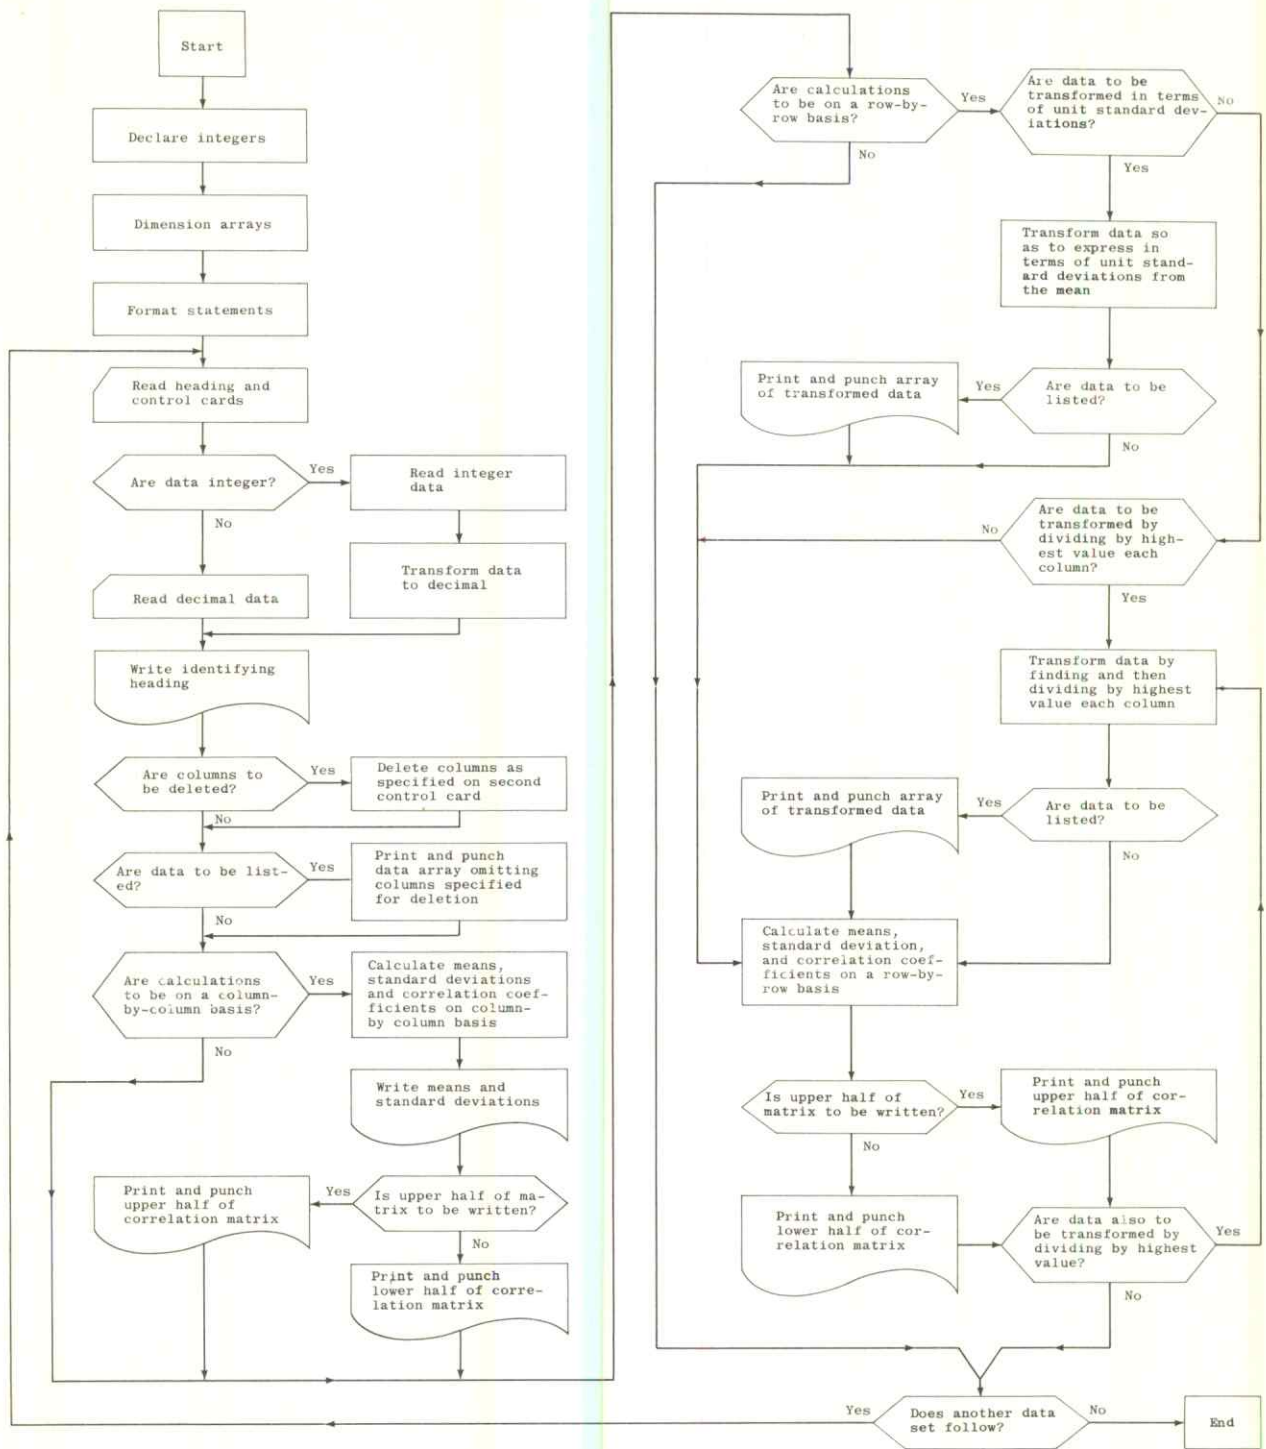 Start
Declare integers
Dimension arrays
Format statements
Read heading and
control cards
Are data integer?
Yes
Read integer
data
No
Transform data
to decimal
Read decimal data
Write identifying
heading
Are columns to
be deleted?
Yes
Delete columns as
specified on second
control card
No
Are data to be list-
ed?
Yes
Print and punch
data array omitting
columns specified
for deletion
No
Are calculations
to be on a column-
by-column basis?
Yes
Calculate means,
standard deviations
and correlation coef-
ficients on column-
by column basis
No
Write means and
standard deviations
Is upper half of ma-
trix to be written?
Yes
Print and punch
upper half of
correlation matrix
No
Print and punch
lower half of corre-
lation matrix
Are calculations
to be on a row-by-
row basis?
Yes
No
Are data to be
transformed in terms
of unit standard dev-
iations?
No
Yes
Transform data so
as to express in
terms of unit stand-
ard deviations from
the mean
Are data to be
listed?
Yes
Print and punch array
of transformed data
No
Are data to be
transformed by
dividing by high-
est value each
column?
No
Yes
Transform data by
finding and then
dividing by highest
value each column
Are data to be
listed?
Yes
Print and punch array
of transformed data
No
Calculate means,
standard deviation,
and correlation coef-
ficients on a row-by-
row basis
Is upper half of
matrix to be written?
Yes
Print and punch
upper half of cor-
relation matrix
No
Print and punch
lower half of cor-
relation matrix
Are data also to
be transformed by
dividing by highest
value?
Yes
No
Does another data
set follow?
Yes
No
End